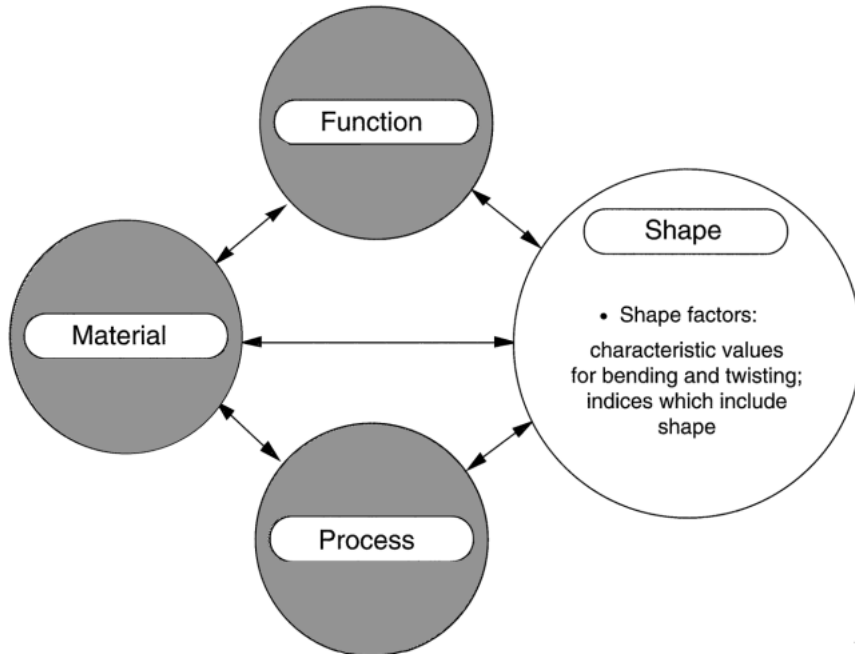 Function
Shape
Material
• Shape factors:
characteristic values
for bending and twisting;
indices which include
shape
Process